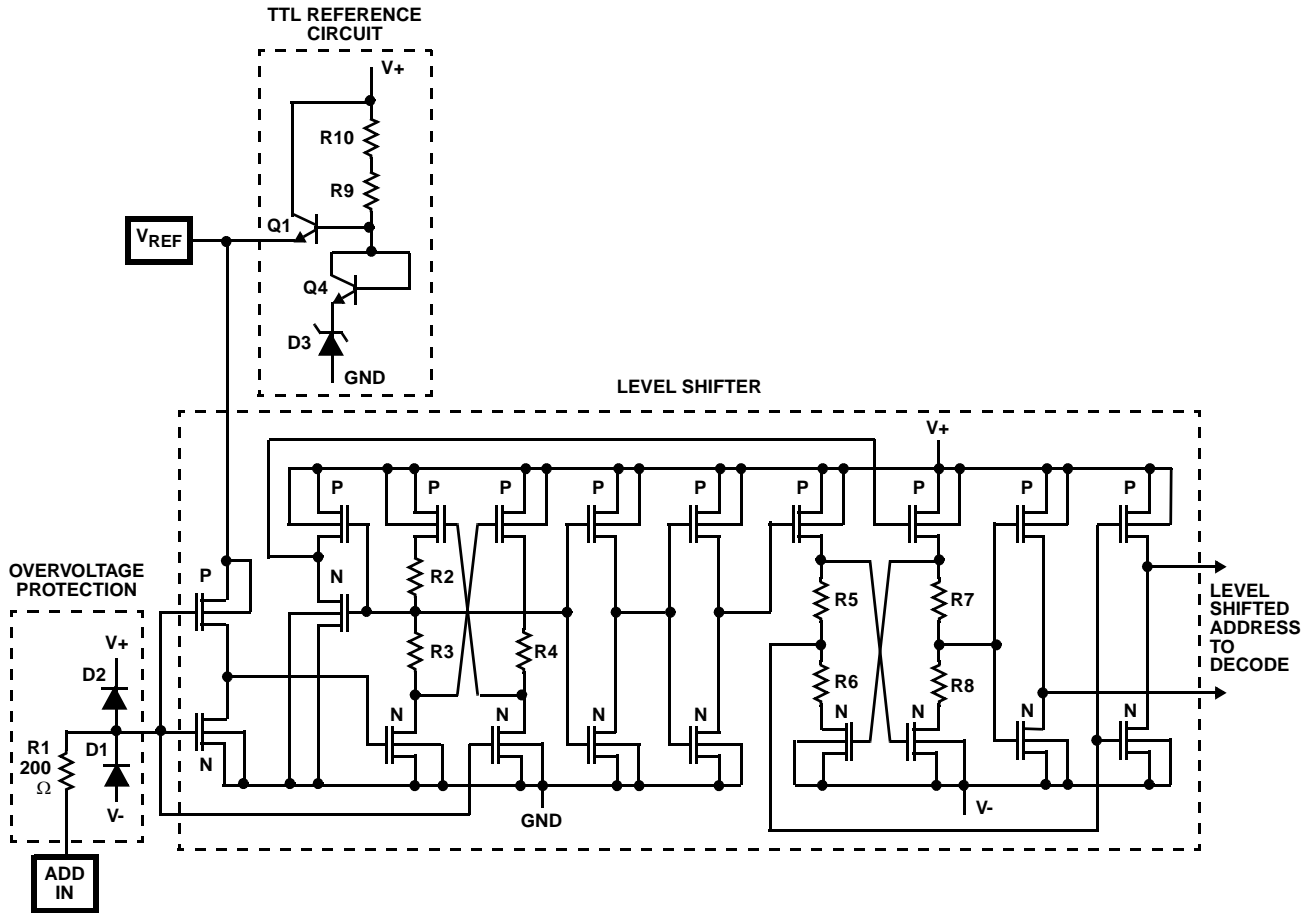 TTL REFERENCE
CIRCUIT
V+
R10
R9
Q1
VREF
Q4
D3
GND
LEVEL SHIFTER
V+
P
P
P
P
P
P
P
P
P
OVERVOLTAGE
PROTECTION
P
N
R2
R5
R7
LEVEL
SHIFTED
ADDRESS
TO
DECODE
V+
R3
R4
D2
R6
R8
N
N
N
N
N
N
N
N
N
N
R1
200
Ω
D1
V-
V-
GND
ADD
IN